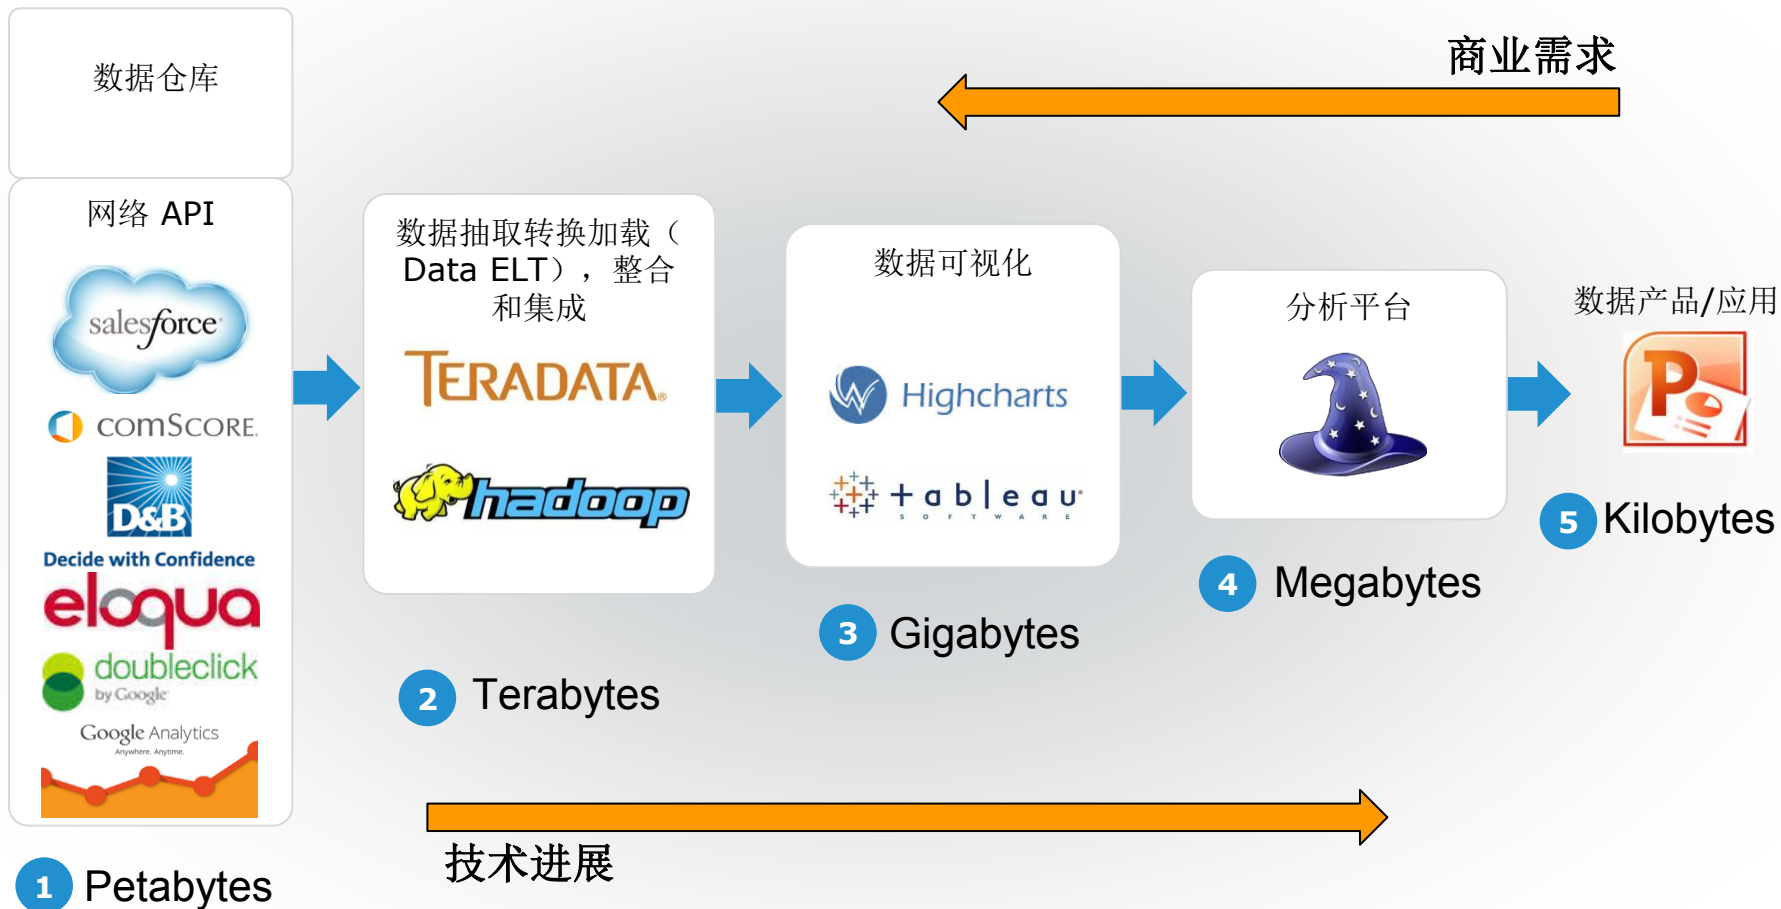 数据仓库
商业需求
网络 API
salesforce
comSCORE.
D&B
Decide with Confidence
eloqua
doubleclick
by Google
Google Analytics
Anywhere. Anytime.
1 Petabytes
数据抽取转换加载（
Data ELT），整合
和集成
TERADATA®
hadoop
2 Terabytes
数据可视化
Highcharts
+ableau
SOFTWARE
3 Gigabytes
分析平台
4 Megabytes
数据产品/应用
P
5 Kilobytes
技术进展